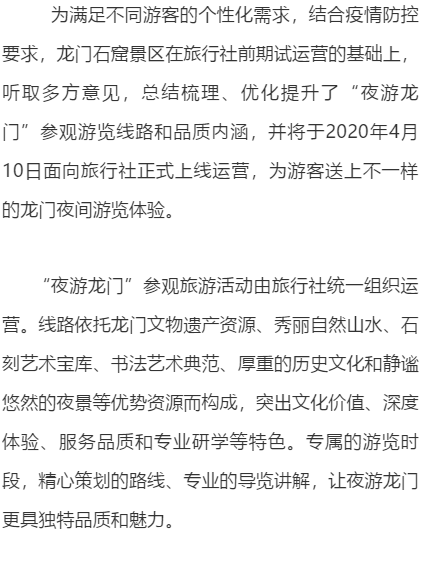 为满足不同游客的个性化需求，结合疫情防控
要求，龙门石窟景区在旅行社前期试运营的基础上，
听取多方意见，总结梳理、优化提升了“夜游龙
门”参观游览线路和品质内涵，并将于2020年4月
10日面向旅行社正式上线运营，为游客送上不一样
的龙门夜间游览体验。
“夜游龙门”参观旅游活动由旅行社统一组织运
营。线路依托龙门文物遗产资源、秀丽自然山水、石
刻艺术宝库、书法艺术典范、厚重的历史文化和静谧
悠然的夜景等优势资源而构成，突出文化价值、深度
体验、服务品质和专业研学等特色。专属的游览时
段，精心策划的路线、专业的导览讲解，让夜游龙门
更具独特品质和魅力。